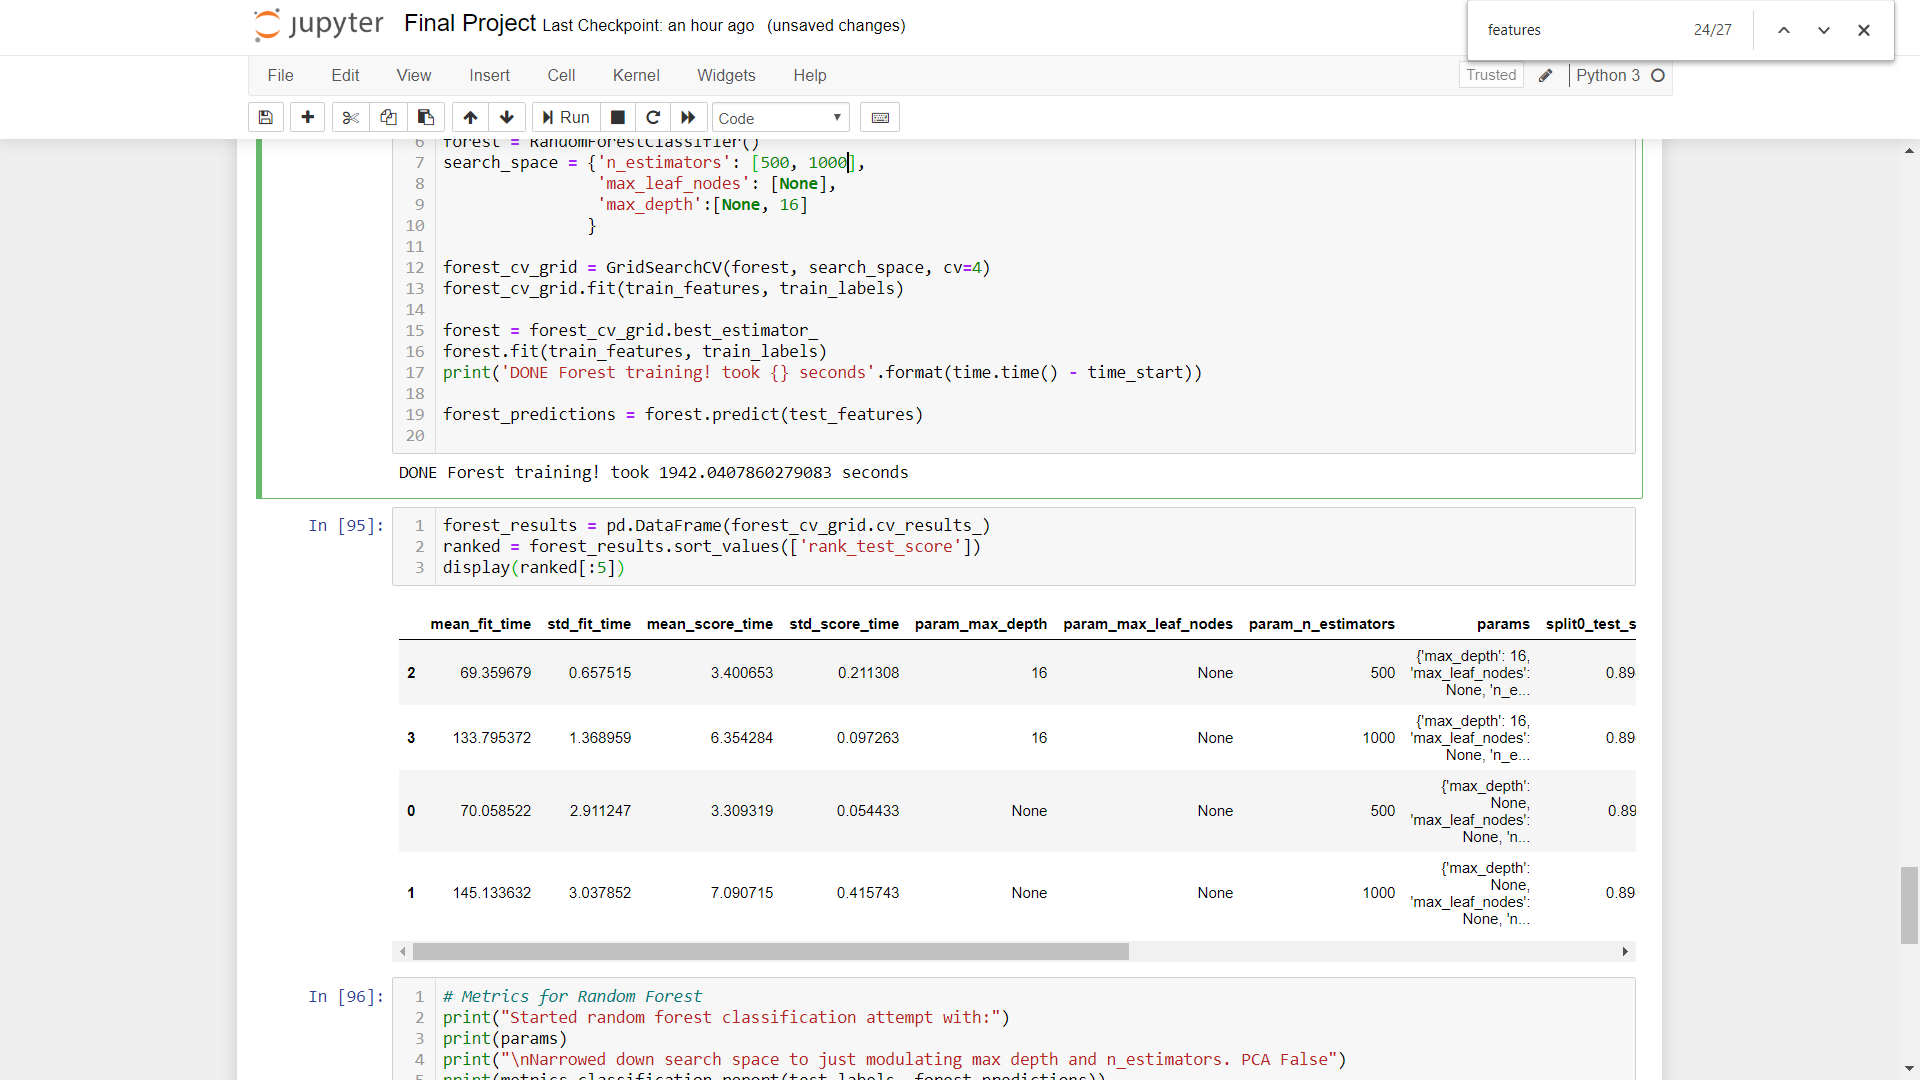 jupyter Final Project Last Checkpoint: an hour ago (unsaved changes)
features 24/27
File Edit View Insert Cell Kernel Widgets Help
Trusted Python 3
Run Code
6 forest = RandomForestClassifier()
7 search_space = {'n_estimators': [500, 1000],
8 'max_leaf_nodes': [None],
9 'max_depth':[None, 16]
10 }
11
12 forest_cv_grid = GridSearchCV(forest, search_space, cv=4)
13 forest_cv_grid.fit(train_features, train_labels)
14
15 forest = forest_cv_grid.best_estimator_
16 forest.fit(train_features, train_labels)
17 print('DONE Forest training! took {} seconds'.format(time.time() - time_start))
18
19 forest_predictions = forest.predict(test_features)
20
DONE Forest training! took 1942.0407860279083 seconds
In [95]:
1 forest_results = pd.DataFrame(forest_cv_grid.cv_results_)
2 ranked = forest_results.sort_values(['rank_test_score'])
3 display(ranked[:5])
mean_fit_time std_fit_time mean_score_time std_score_time param_max_depth param_max_leaf_nodes param_n_estimators params split0_test_s
2 69.359679 0.657515 3.400653 0.211308 16 None 500 {'max_depth': 16, 'max_leaf_nodes': None, 'n_e... 0.89
3 133.795372 1.368959 6.354284 0.097263 16 None 1000 {'max_depth': 16, 'max_leaf_nodes': None, 'n_e... 0.89
0 70.058522 2.911247 3.309319 0.054433 None None 500 {'max_depth': None, 'max_leaf_nodes': None, 'n... 0.89
1 145.133632 3.037852 7.090715 0.415743 None None 1000 {'max_depth': None, 'max_leaf_nodes': None, 'n... 0.89
In [96]:
1 # Metrics for Random Forest
2 print("Started random forest classification attempt with:")
3 print(params)
4 print("\nNarrowed down search space to just modulating max depth and n_estimators. PCA False")
5 print(metrics.classification_report(test_labels, forest_predictions))